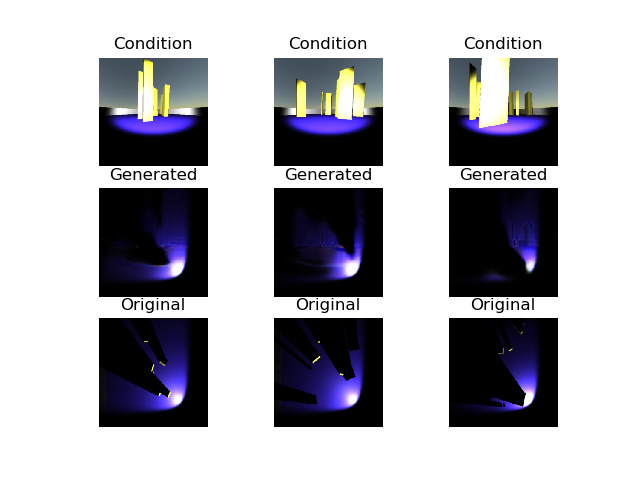 Condition Condition Condition
Generated Generated Generated
Original Original Original